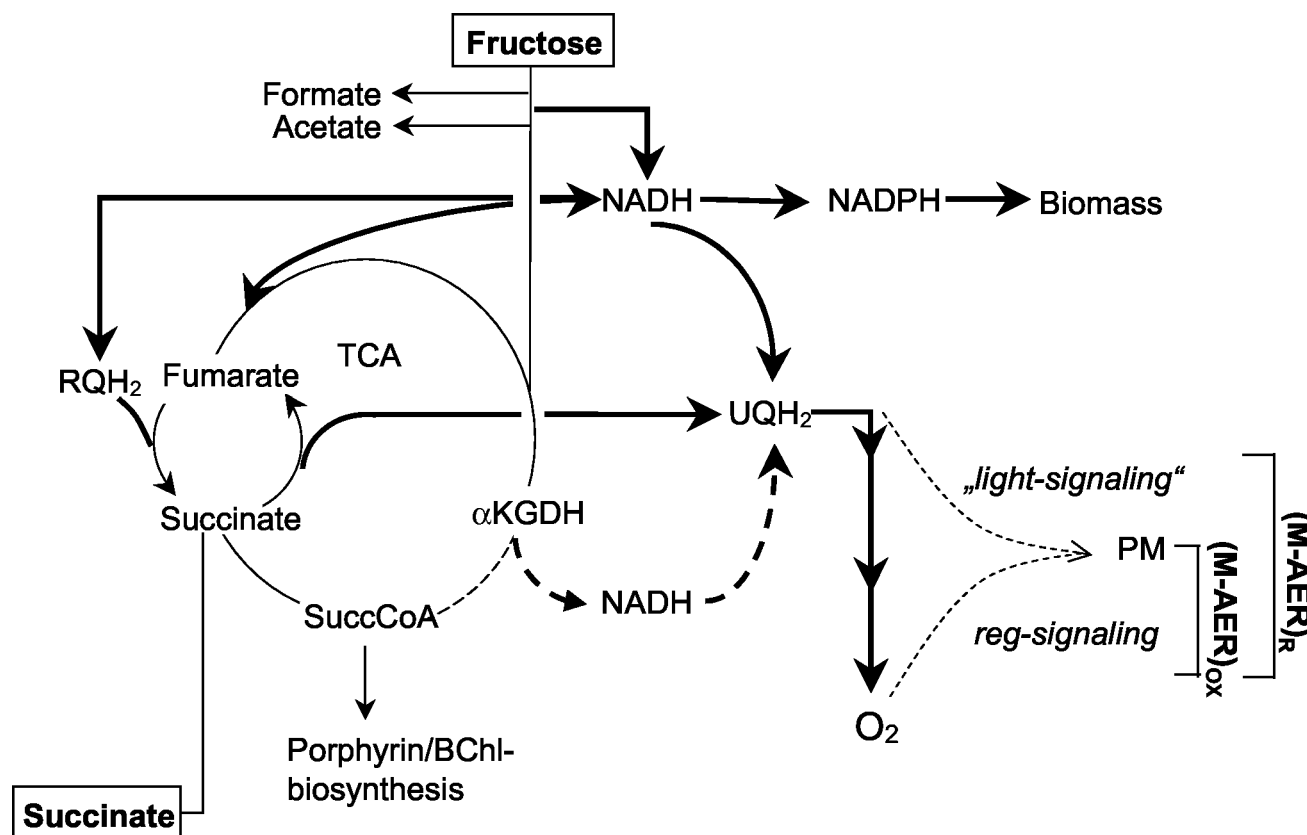 Fructose
Formate
Acetate
NADH
NADPH
Biomass
TCA
RQH2
Fumarate
UQH2
„light-signaling“
Succinate
αKGDH
PM
(M-AER)OX
(M-AER)R
NADH
SuccCoA
reg-signaling
O2
Porphyrin/BChl-
biosynthesis
Succinate